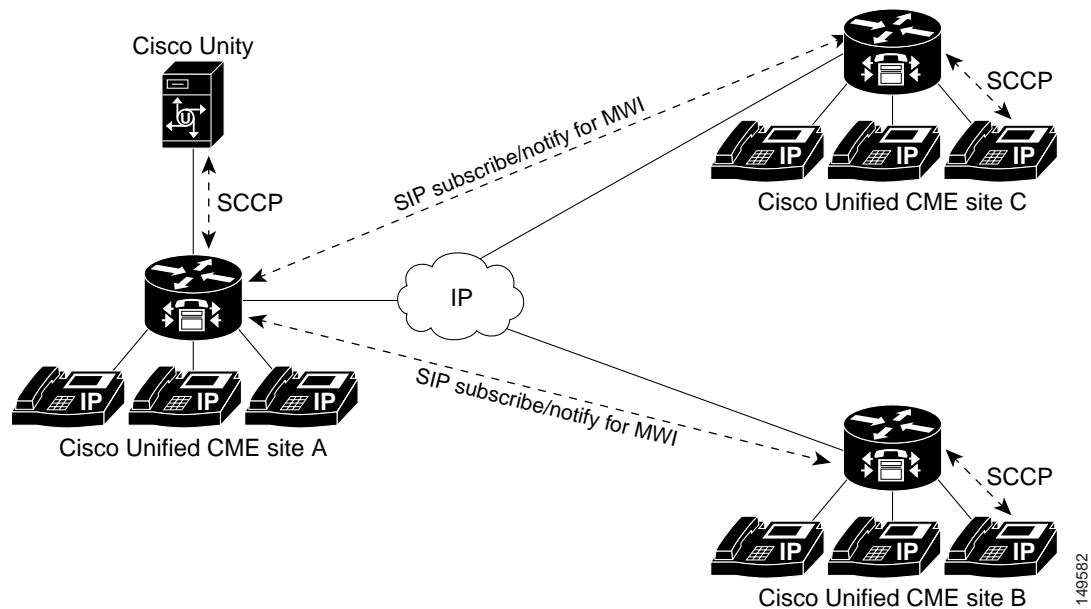 Cisco Unity
U
SCCP
SIP subscribe/notify for MWI
SCCP
IP IP IP
Cisco Unified CME site C
IP
IP IP IP
Cisco Unified CME site A
SIP subscribe/notify for MWI
SCCP
IP IP IP
Cisco Unified CME site B
149582